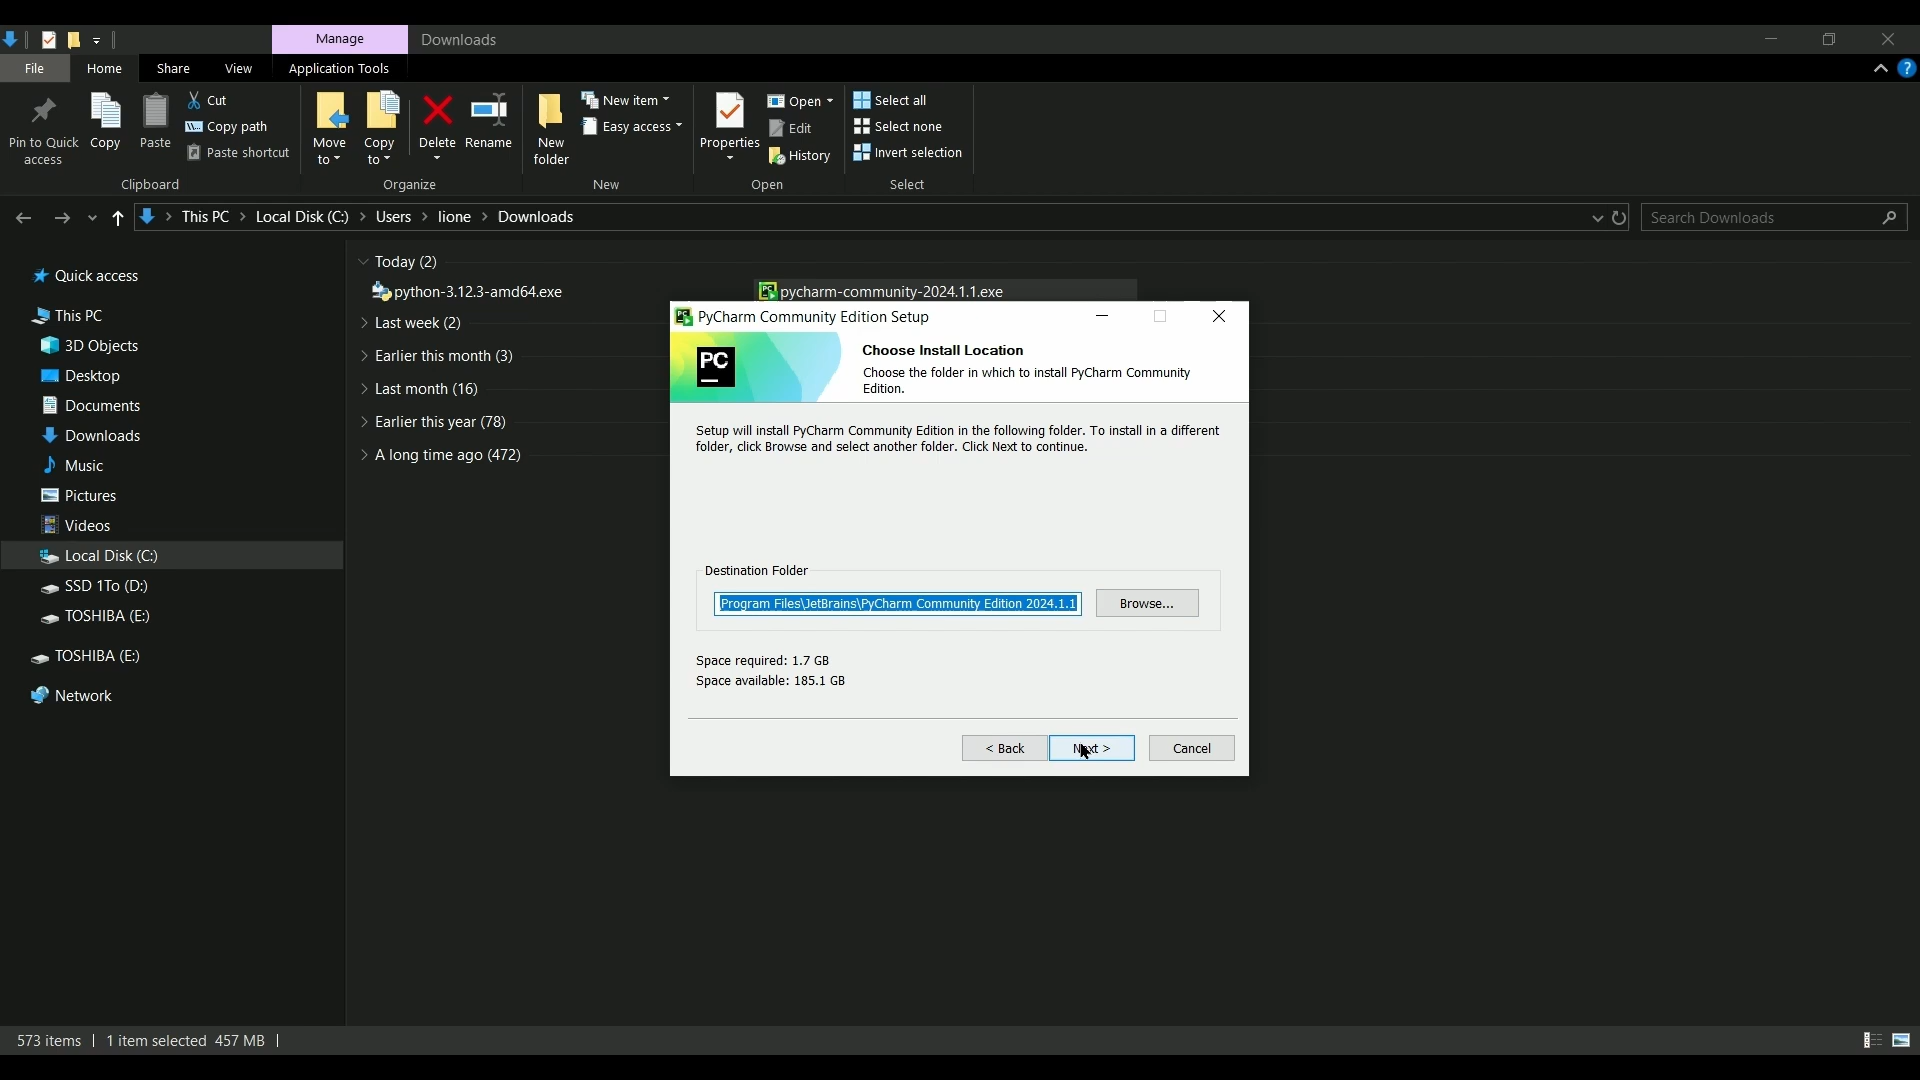 Manage
Downloads
File
Home
Share
View
Application Tools
Pin to Quick
access
Copy
Paste
Cut
Copy path
Paste shortcut
Clipboard
Move
to
Copy
to
Delete
Rename
Organize
New
folder
New item
Easy access
New
Properties
Open
Edit
History
Open
Select all
Select none
Invert selection
Select
This PC > Local Disk (C:) > Users > lione > Downloads
Search Downloads
Quick access
This PC
3D Objects
Desktop
Documents
Downloads
Music
Pictures
Videos
Local Disk (C:)
SSD 1To (D:)
TOSHIBA (E:)
TOSHIBA (E:)
Network
Today (2)
python-3.12.3-amd64.exe
pycharm-community-2024.1.1.exe
Last week (2)
Earlier this month (3)
Last month (16)
Earlier this year (78)
A long time ago (472)
PyCharm Community Edition Setup
PC
Choose Install Location
Choose the folder in which to install PyCharm Community
Edition.
Setup will install PyCharm Community Edition in the following folder. To install in a different
folder, click Browse and select another folder. Click Next to continue.
Destination Folder
Program Files\JetBrains\PyCharm Community Edition 2024.1.1
Browse...
Space required: 1.7 GB
Space available: 185.1 GB
< Back
Next >
Cancel
573 items
1 item selected 457 MB